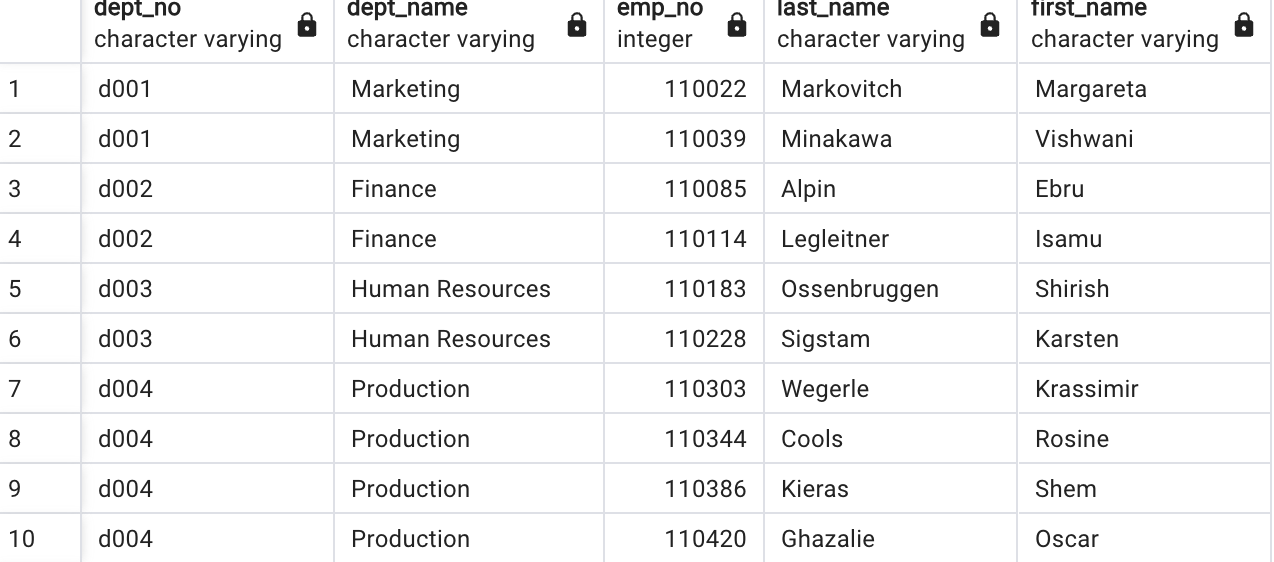 dept_no dept_name emp_no last_name first_name
character varying character varying integer character varying character varying
1 d001 Marketing 110022 Markovitch Margareta
2 d001 Marketing 110039 Minakawa Vishwani
3 d002 Finance 110085 Alpin Ebru
4 d002 Finance 110114 Legleitner Isamu
5 d003 Human Resources 110183 Ossenbruggen Shirish
6 d003 Human Resources 110228 Sigstam Karsten
7 d004 Production 110303 Wegerle Krassimir
8 d004 Production 110344 Cools Rosine
9 d004 Production 110386 Kieras Shem
10 d004 Production 110420 Ghazalie Oscar